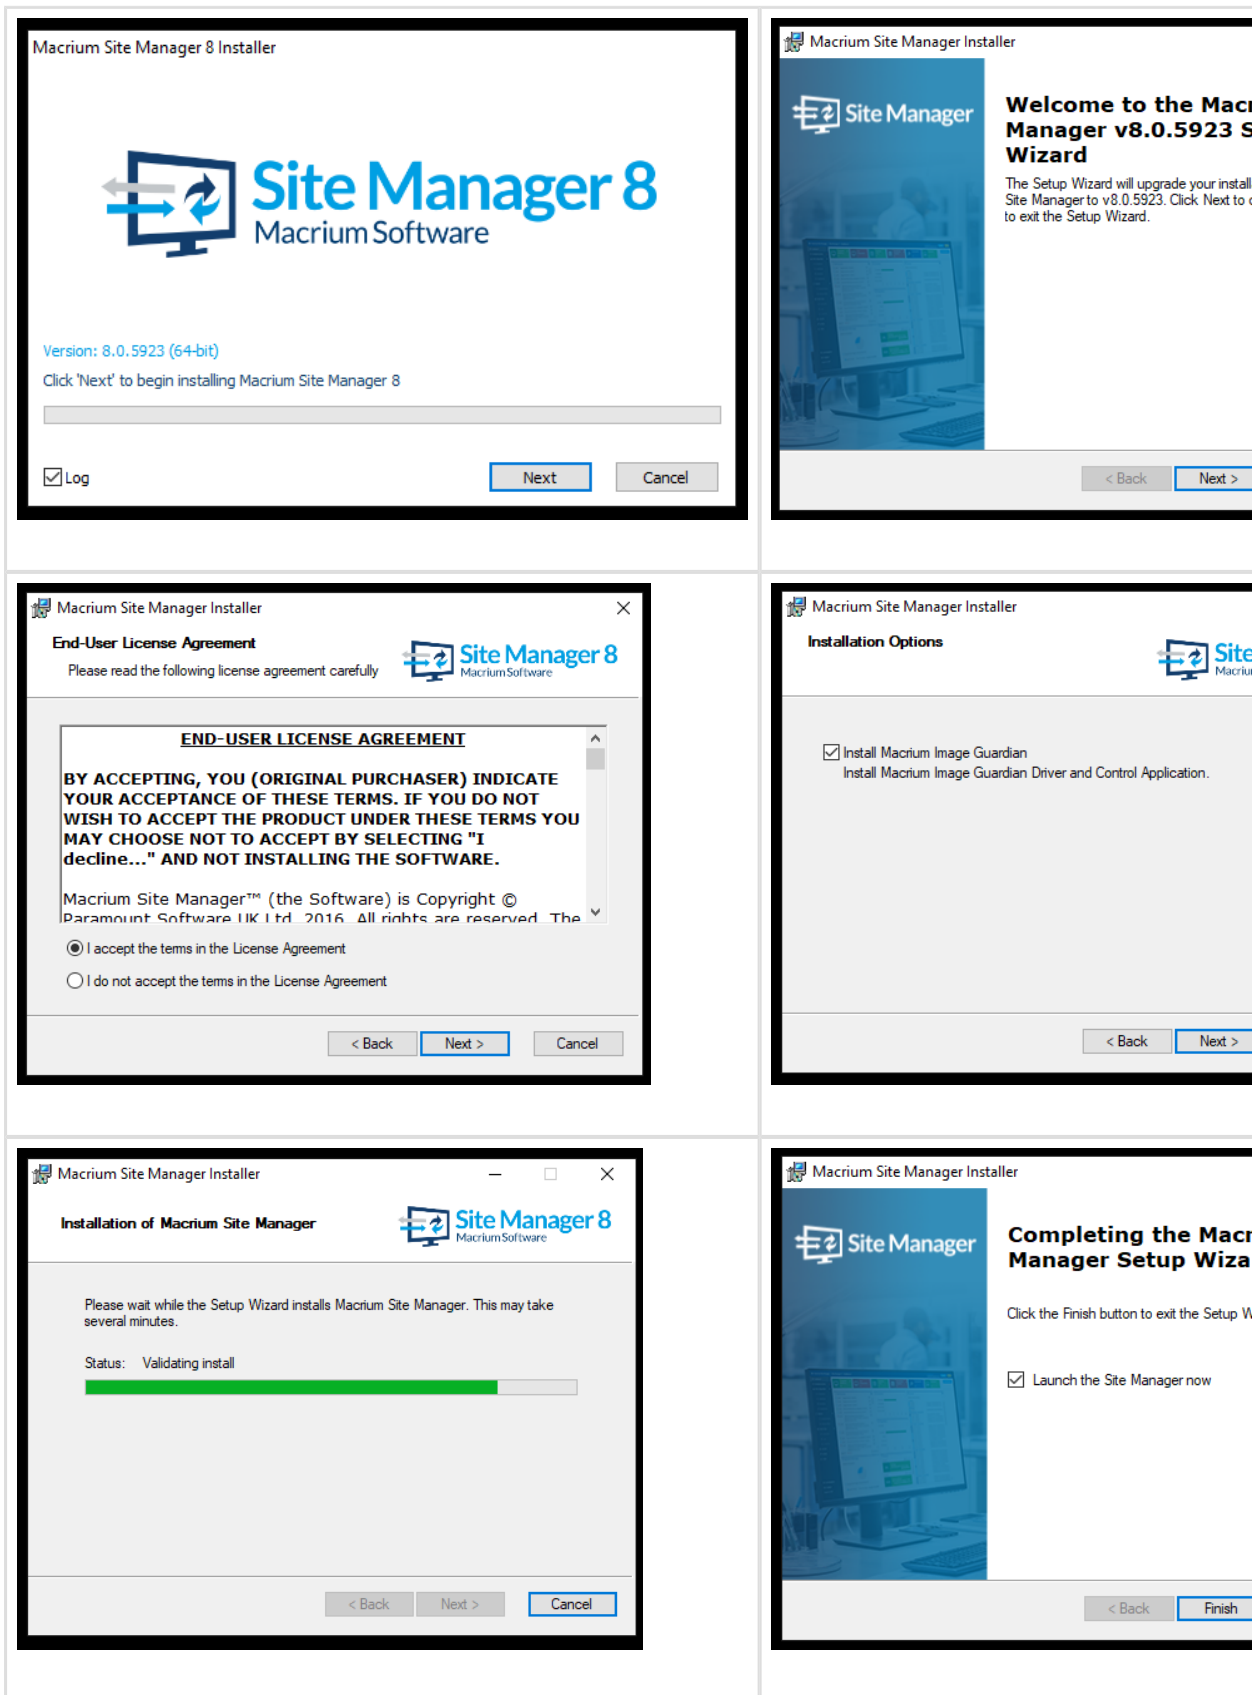 Macrium Site Manager 8 Installer
Site Manager 8
Macrium Software
Version: 8.0.5923 (64-bit)
Click 'Next' to begin installing Macrium Site Manager 8
Log
Next
Cancel
Macrium Site Manager Installer
Site Manager
Welcome to the Macr
Manager v8.0.5923 S
Wizard
The Setup Wizard will upgrade your install
Site Manager to v8.0.5923. Click Next to c
to exit the Setup Wizard.
< Back
Next >
Macrium Site Manager Installer
End-User License Agreement
Please read the following license agreement carefully
Site Manager 8
Macrium Software
END-USER LICENSE AGREEMENT
BY ACCEPTING, YOU (ORIGINAL PURCHASER) INDICATE
YOUR ACCEPTANCE OF THESE TERMS. IF YOU DO NOT
WISH TO ACCEPT THE PRODUCT UNDER THESE TERMS YOU
MAY CHOOSE NOT TO ACCEPT BY SELECTING "I
decline..." AND NOT INSTALLING THE SOFTWARE.
Macrium Site Manager™ (the Software) is Copyright ©
Paramount Software UK Ltd 2016. All rights are reserved. The
I accept the terms in the License Agreement
I do not accept the terms in the License Agreement
< Back
Next >
Cancel
Macrium Site Manager Installer
Installation Options
Site
Macriu
Install Macrium Image Guardian
Install Macrium Image Guardian Driver and Control Application.
< Back
Next >
Macrium Site Manager Installer
Installation of Macrium Site Manager
Site Manager 8
Macrium Software
Please wait while the Setup Wizard installs Macrium Site Manager. This may take
several minutes.
Status: Validating install
< Back
Next >
Cancel
Macrium Site Manager Installer
Site Manager
Completing the Macr
Manager Setup Wiza
Click the Finish button to exit the Setup W
Launch the Site Manager now
< Back
Finish